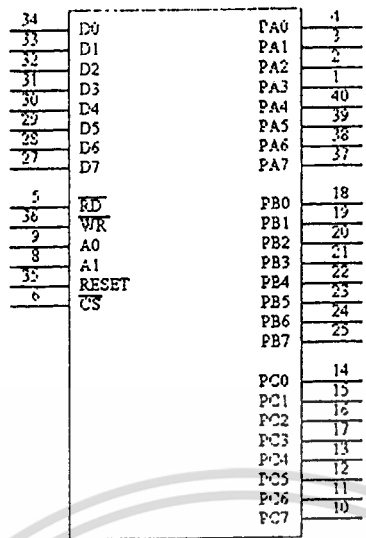 34 D0 PA0 4
33 D1 PA1 3
32 D2 PA2 2
31 D3 PA3 1
30 D4 PA4 40
29 D5 PA5 39
28 D6 PA6 38
27 D7 PA7 37
5 RD PB0 18
36 WR PB1 19
9 A0 PB2 20
8 A1 PB3 21
35 RESET PB4 22
6 CS PB5 23
PB6 24
PB7 25
PC0 14
PC1 15
PC2 16
PC3 17
PC4 13
PC5 12
PC6 11
PC7 10